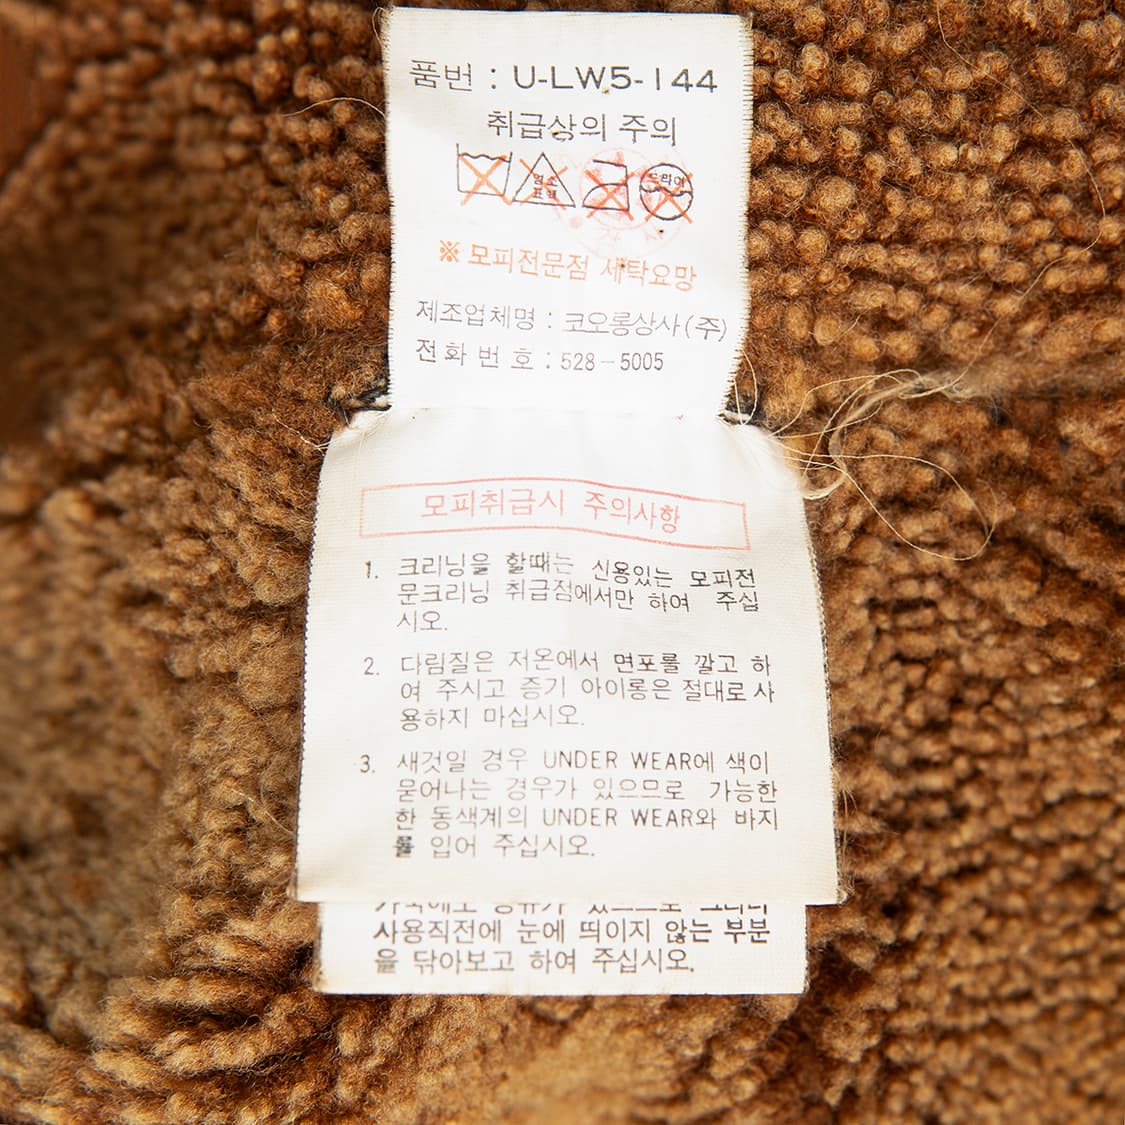 품번 : U-LW5-144
취급상의 주의
염소
표백
드라이
※ 모피전문점 세탁요망
제조업체명 : 코오롱상사(주)
전화번호 : 528-5005
모피취급시 주의사항
1. 크리닝을 할때는 신용있는 모피전
문크리닝 취급점에서만 하여 주십
시오.
2. 다림질은 저온에서 면포를 깔고 하
여 주시고 증기 아이롱은 절대로 사
용하지 마십시오.
3. 새것일 경우 UNDER WEAR에 색이
묻어나는 경우가 있으므로 가능한
한 동색계의 UNDER WEAR와 바지
를 입어 주십시오.
사용직전에 눈에 띄이지 않는 부분
을 닦아보고 하여 주십시오.